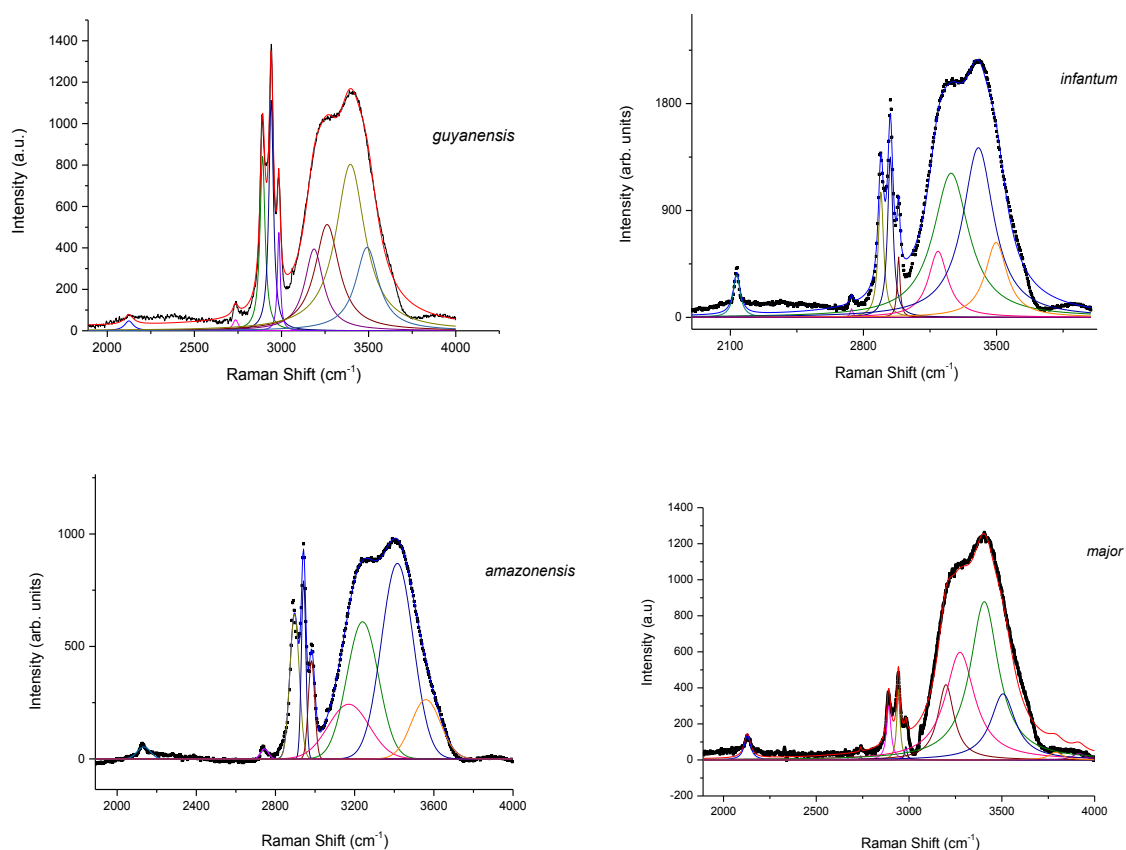 1400
1200
1000
800
600
400
200
0
Intensity (a.u.)
guyanensis
2000 2500 3000 3500 4000
Raman Shift (cm⁻¹)
1800
900
0
Intensity (arb. units)
infantum
2100 2800 3500
Raman Shift (cm⁻¹)
1000
500
0
Intensity (arb. units)
amazonensis
2000 2400 2800 3200 3600 4000
Raman Shift (cm⁻¹)
1400
1200
1000
800
600
400
200
0
-200
Intensity (a.u)
major
2000 2500 3000 3500 4000
Raman Shift (cm⁻¹)